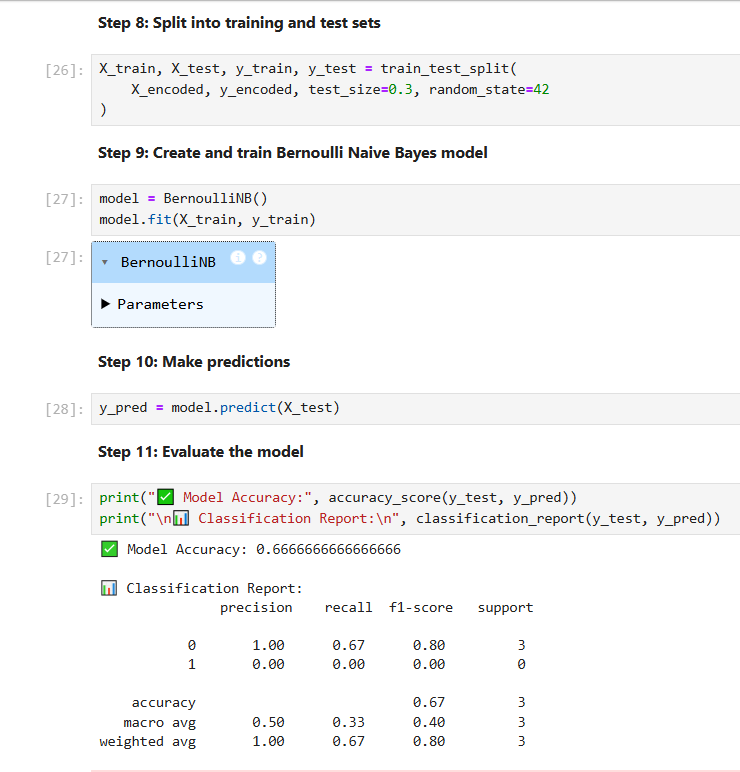 Step 8: Split into training and test sets
[26]: X_train, X_test, y_train, y_test = train_test_split(
    X_encoded, y_encoded, test_size=0.3, random_state=42
)
Step 9: Create and train Bernoulli Naive Bayes model
[27]: model = BernoulliNB()
model.fit(X_train, y_train)
[27]: ▾ BernoulliNB i ?
▶ Parameters
Step 10: Make predictions
[28]: y_pred = model.predict(X_test)
Step 11: Evaluate the model
[29]: print("✅ Model Accuracy:", accuracy_score(y_test, y_pred))
print("\n📊 Classification Report:\n", classification_report(y_test, y_pred))
✅ Model Accuracy: 0.6666666666666666
📊 Classification Report:
precision recall f1-score support
0 1.00 0.67 0.80 3
1 0.00 0.00 0.00 0
accuracy 0.67 3
macro avg 0.50 0.33 0.40 3
weighted avg 1.00 0.67 0.80 3